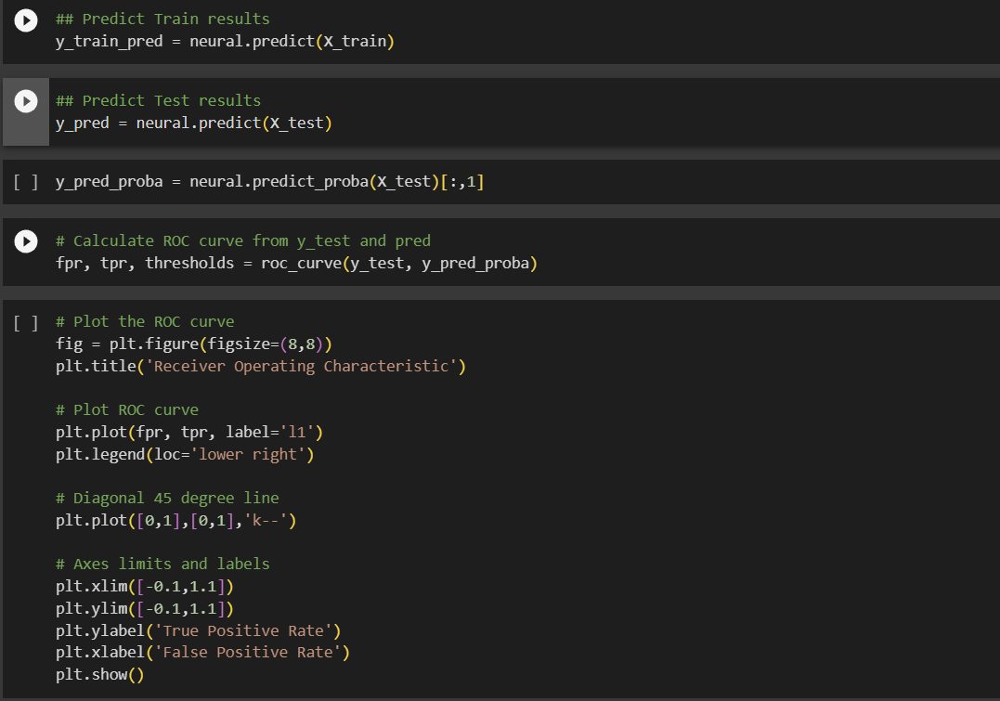 ## Predict Train results
y_train_pred = neural.predict(X_train)
## Predict Test results
y_pred = neural.predict(X_test)
[ ] y_pred_proba = neural.predict_proba(X_test)[:,1]
# Calculate ROC curve from y_test and pred
fpr, tpr, thresholds = roc_curve(y_test, y_pred_proba)
[ ] # Plot the ROC curve
fig = plt.figure(figsize=(8,8))
plt.title('Receiver Operating Characteristic')
# Plot ROC curve
plt.plot(fpr, tpr, label='l1')
plt.legend(loc='lower right')
# Diagonal 45 degree line
plt.plot([0,1],[0,1],'k--')
# Axes limits and labels
plt.xlim([-0.1,1.1])
plt.ylim([-0.1,1.1])
plt.ylabel('True Positive Rate')
plt.xlabel('False Positive Rate')
plt.show()